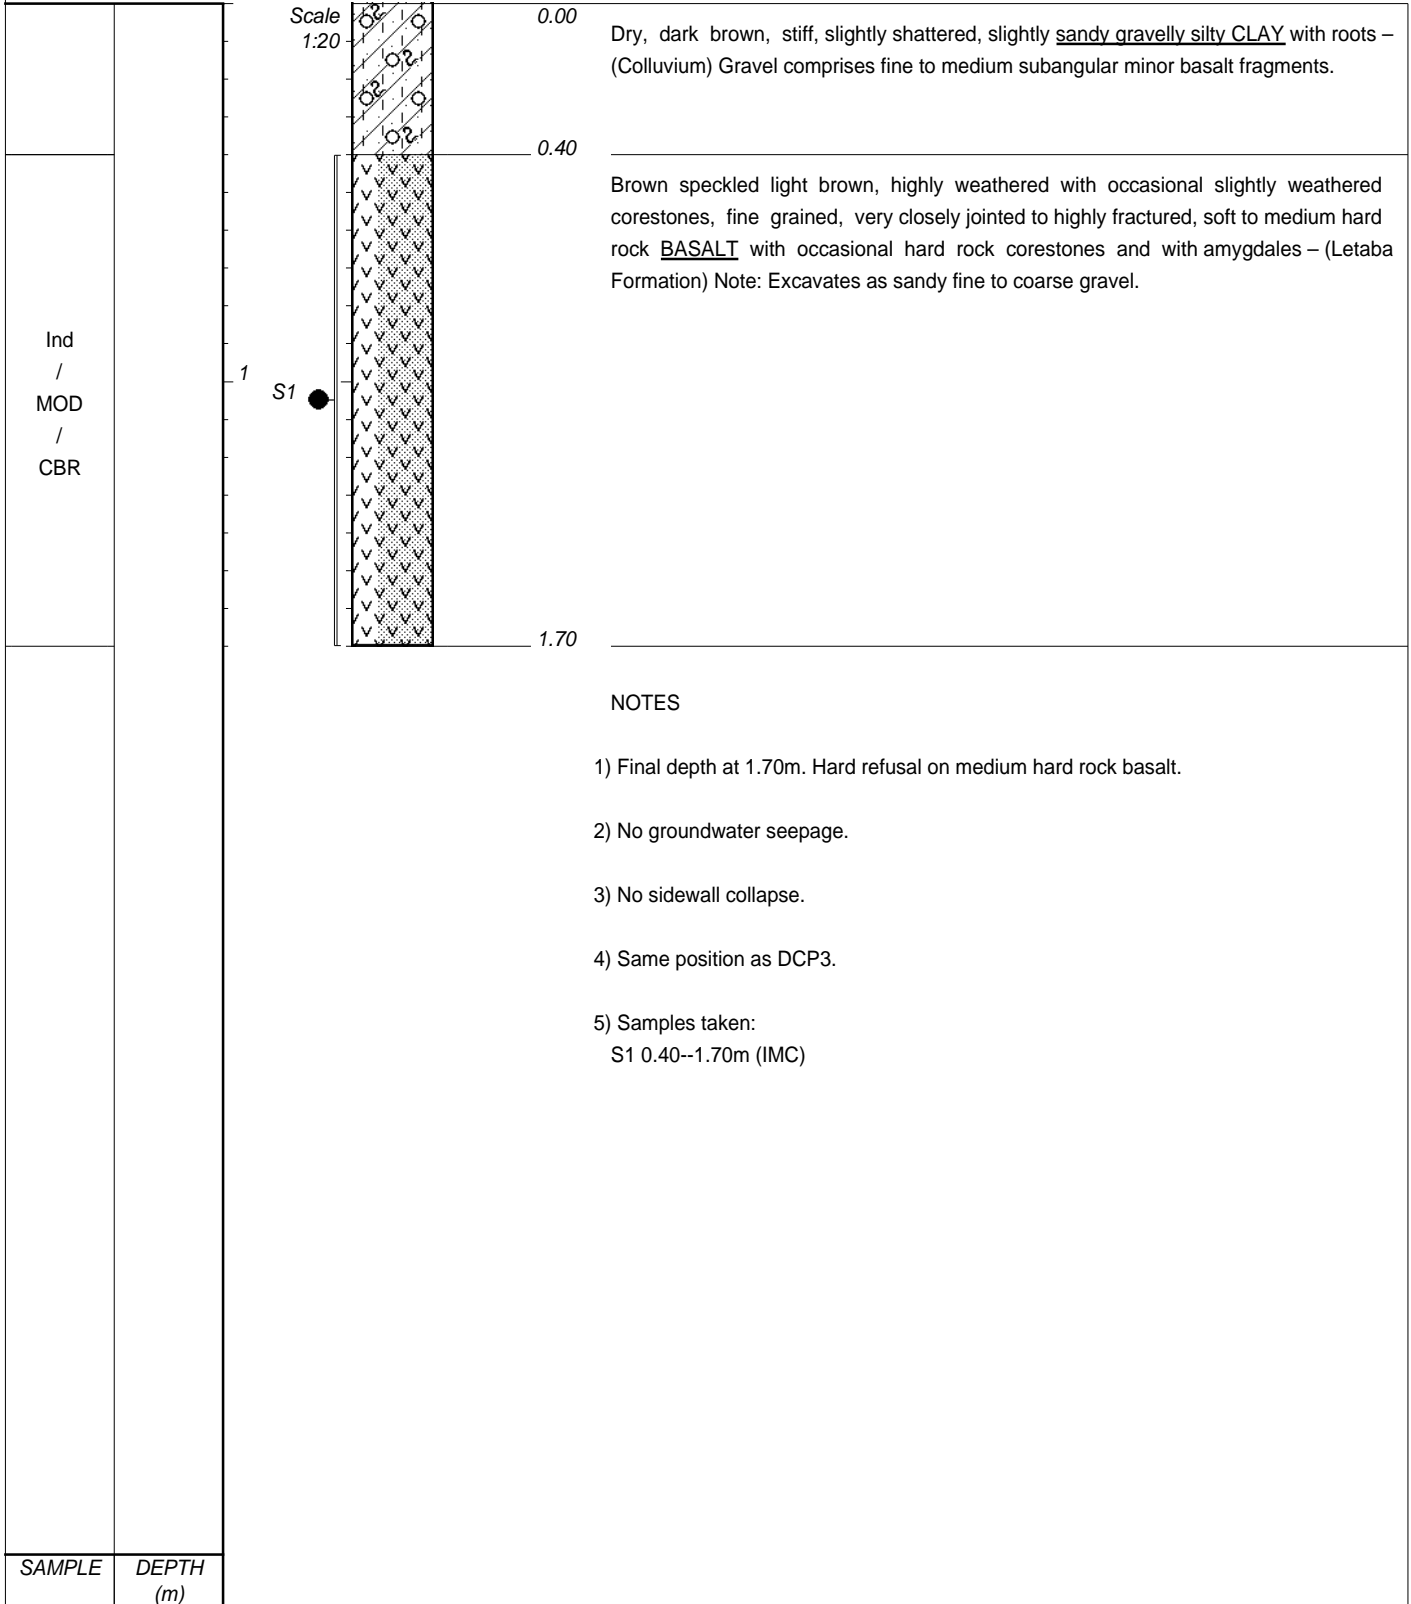 Scale
1:20
0.00
Dry, dark brown, stiff, slightly shattered, slightly sandy gravelly silty CLAY with roots –
(Colluvium) Gravel comprises fine to medium subangular minor basalt fragments.
0.40
Brown speckled light brown, highly weathered with occasional slightly weathered
corestones, fine grained, very closely jointed to highly fractured, soft to medium hard
rock BASALT with occasional hard rock corestones and with amygdales – (Letaba
Formation) Note: Excavates as sandy fine to coarse gravel.
Ind
/
MOD
/
CBR
1
S1
1.70
NOTES
1) Final depth at 1.70m. Hard refusal on medium hard rock basalt.
2) No groundwater seepage.
3) No sidewall collapse.
4) Same position as DCP3.
5) Samples taken:
S1 0.40--1.70m (IMC)
SAMPLE
DEPTH
(m)